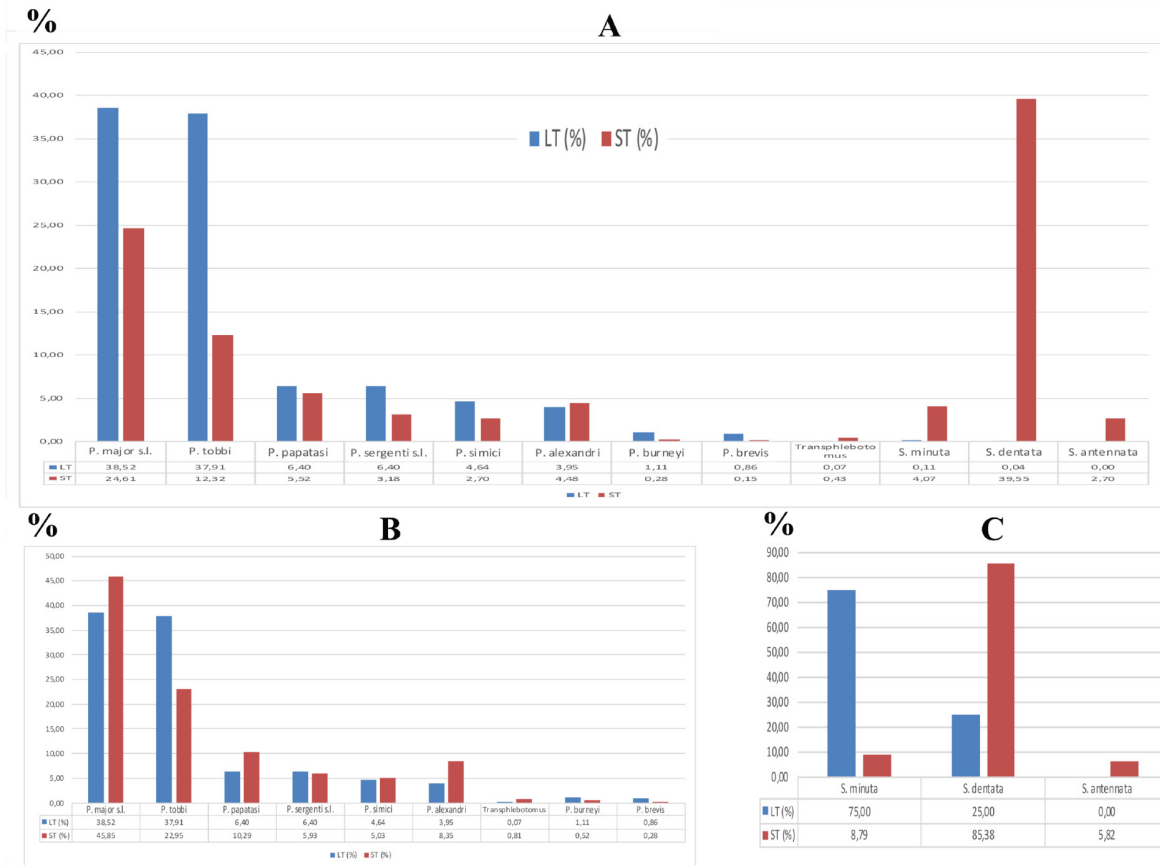 %
A
45,00
40,00
35,00
30,00
25,00
20,00
15,00
10,00
5,00
0,00
LT (%) ST (%)
P. major s.l. P. tobbi P. papatasi P. sergenti s.l. P. simici P. alexandri P. burneyi P. brevis Transphleboto mus S. minuta S. dentata S. antennata
LT 38,52 37,91 6,40 6,40 4,64 3,95 1,11 0,86 0,07 0,11 0,04 0,00
ST 24,61 12,32 5,52 3,18 2,70 4,48 0,28 0,15 0,43 4,07 39,55 2,70
LT ST
%
B
50,00
45,00
40,00
35,00
30,00
25,00
20,00
15,00
10,00
5,00
0,00
P. major s.l. P. tobbi P. papatasi P. sergenti s.l. P. simici P. alexandri Transphlebotomus P. burneyi P. brevis
LT (%) 38,52 37,91 6,40 6,40 4,64 3,95 0,07 1,11 0,86
ST (%) 45,85 22,95 10,29 5,93 5,03 8,35 0,81 0,52 0,28
LT (%) ST (%)
%
C
90,00
80,00
70,00
60,00
50,00
40,00
30,00
20,00
10,00
0,00
S. minuta S. dentata S. antennata
LT (%) 75,00 25,00 0,00
ST (%) 8,79 85,38 5,82